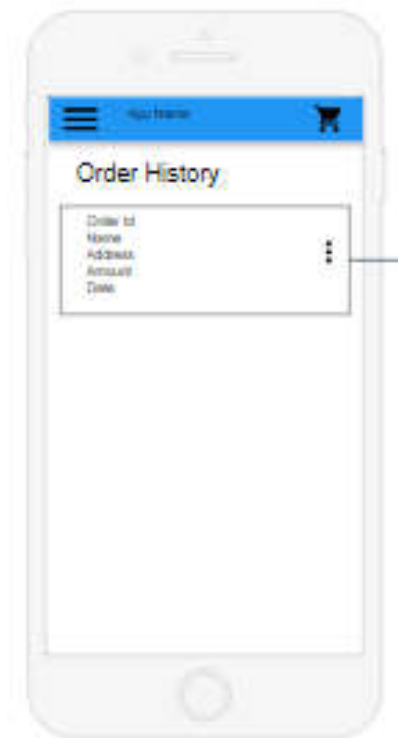 App Name
Order History
Order Id
Name
Address
Amount
Date